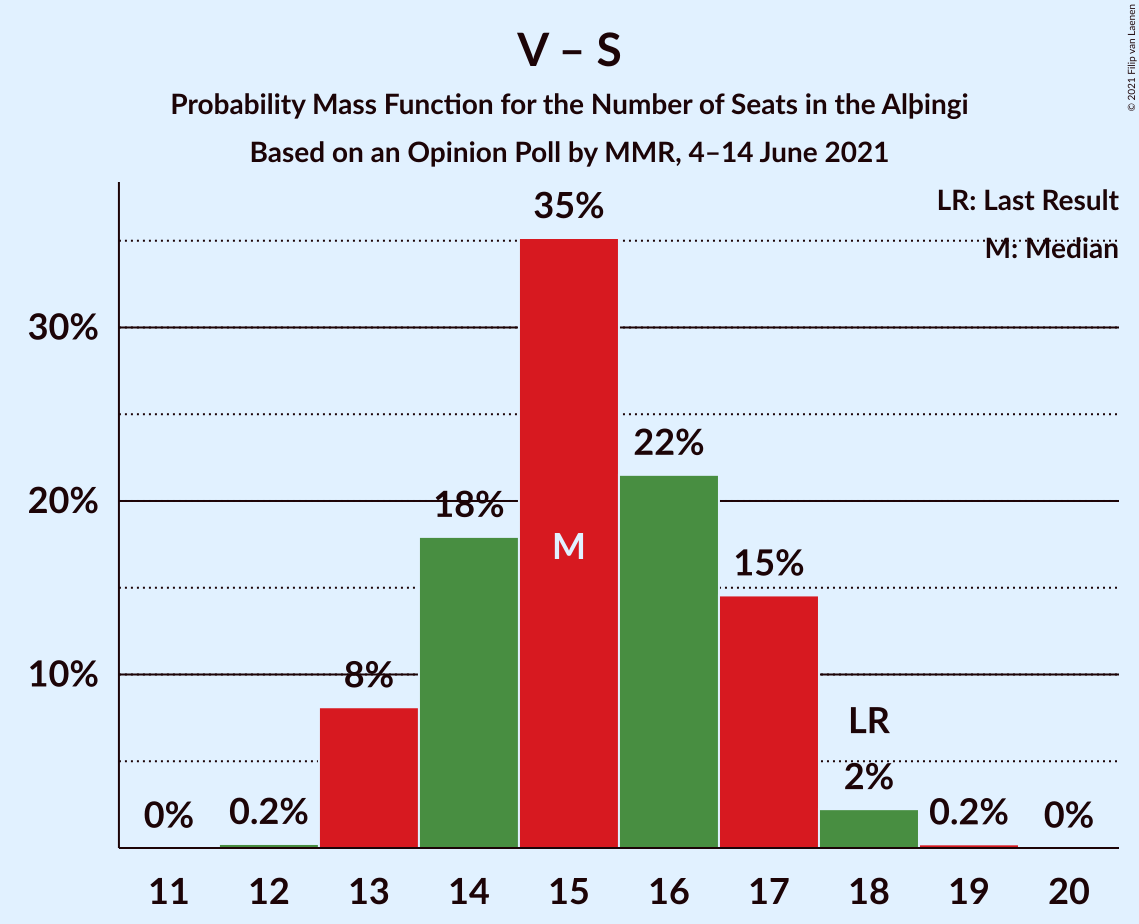 V – S
Probability Mass Function for the Number of Seats in the Alþingi
Based on an Opinion Poll by MMR, 4–14 June 2021
© 2021 Filip van Laenen
LR: Last Result
M: Median
35%
30%
22%
20%
18%
M
15%
10%
8%
LR
2%
0%
0.2%
0.2%
0%
11 12 13 14 15 16 17 18 19 20